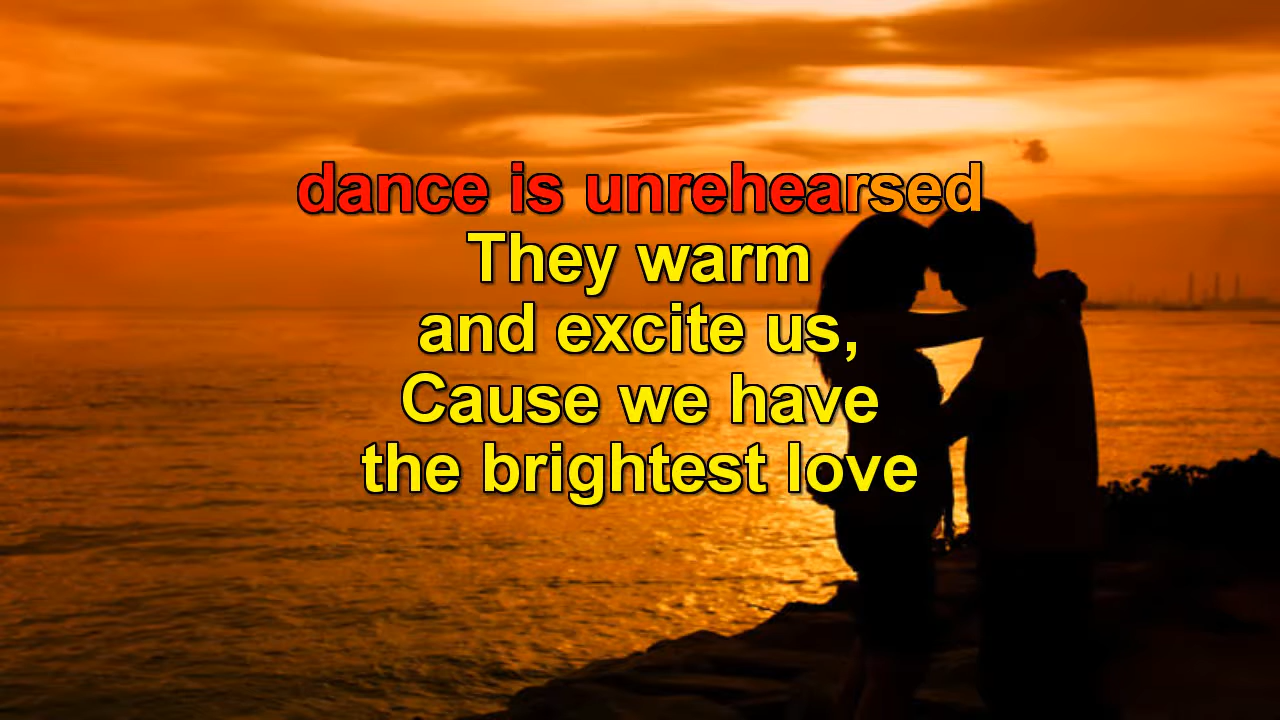 dance is unrehearsed
They warm
and excite us,
Cause we have
the brightest love